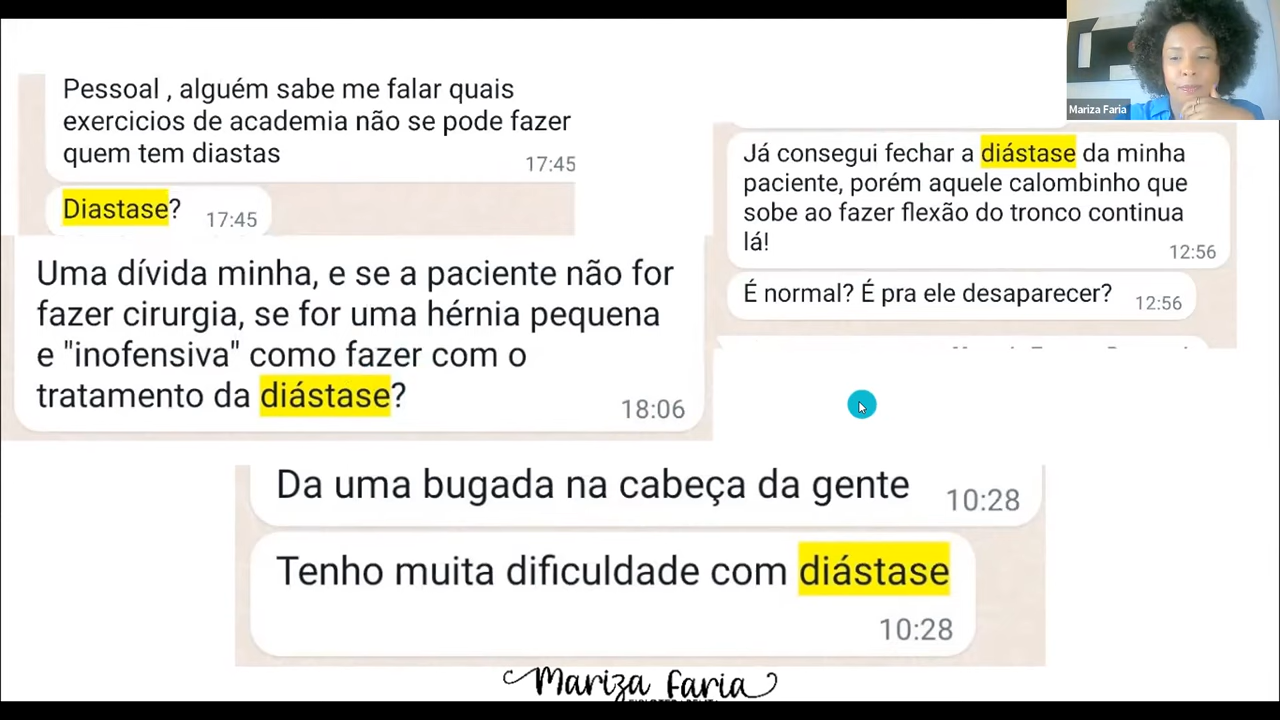 Pessoal , alguém sabe me falar quais
exercicios de academia não se pode fazer
quem tem diastas
17:45
Diastase?
17:45
Uma dívida minha, e se a paciente não for
fazer cirurgia, se for uma hérnia pequena
e "inofensiva" como fazer com o
tratamento da diástase?
18:06
Mariza Faria
Já consegui fechar a diástase da minha
paciente, porém aquele calombinho que
sobe ao fazer flexão do tronco continua
lá!
12:56
É normal? É pra ele desaparecer?
12:56
Da uma bugada na cabeça da gente
10:28
Tenho muita dificuldade com diástase
10:28
Mariza Faria